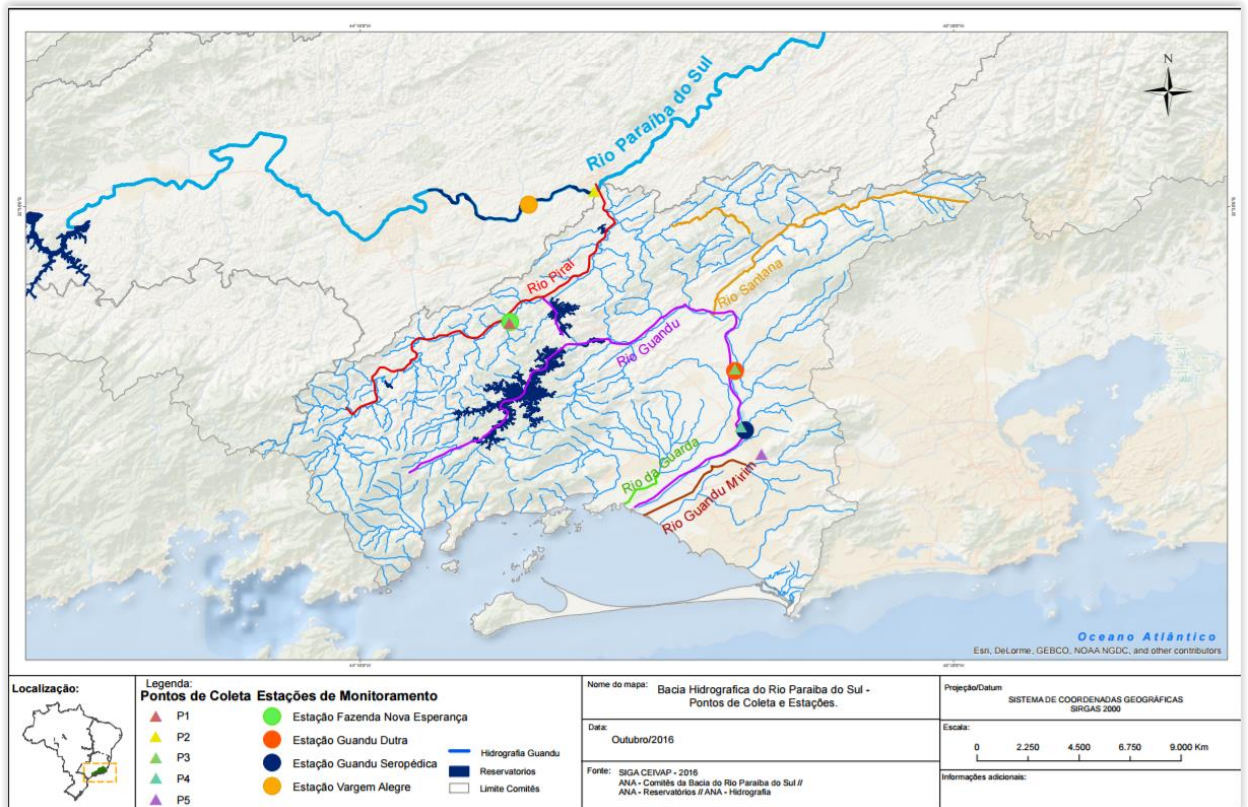 N
Rio Paraíba do Sul
Rio Piraí
Rio Santana
Rio Guandu
Rio da Guarda
Rio Guandu Mirim
Oceano Atlântico
Esri, DeLorme, GEBCO, NOAA NGDC, and other contributors
Localização:
Legenda:
Pontos de Coleta
P1
P2
P3
P4
P5
Estações de Monitoramento
Estação Fazenda Nova Esperança
Estação Guandu Dutra
Estação Guandu Seropédica
Estação Vargem Alegre
Hidrografia Guandu
Reservatorios
Limite Comitês
Nome do mapa: Bacia Hidrografica do Rio Paraiba do Sul -
Pontos de Coleta e Estações.
Data:
Outubro/2016
Fonte: SIGA CEIVAP - 2016
ANA - Comitês da Bacia do Rio Paraiba do Sul //
ANA - Reservatórios // ANA - Hidrografia
Projeção/Datum
SISTEMA DE COORDENADAS GEOGRÁFICAS
SIRGAS 2000
Escala:
0 2.250 4.500 6.750 9.000 Km
Informações adicionais: